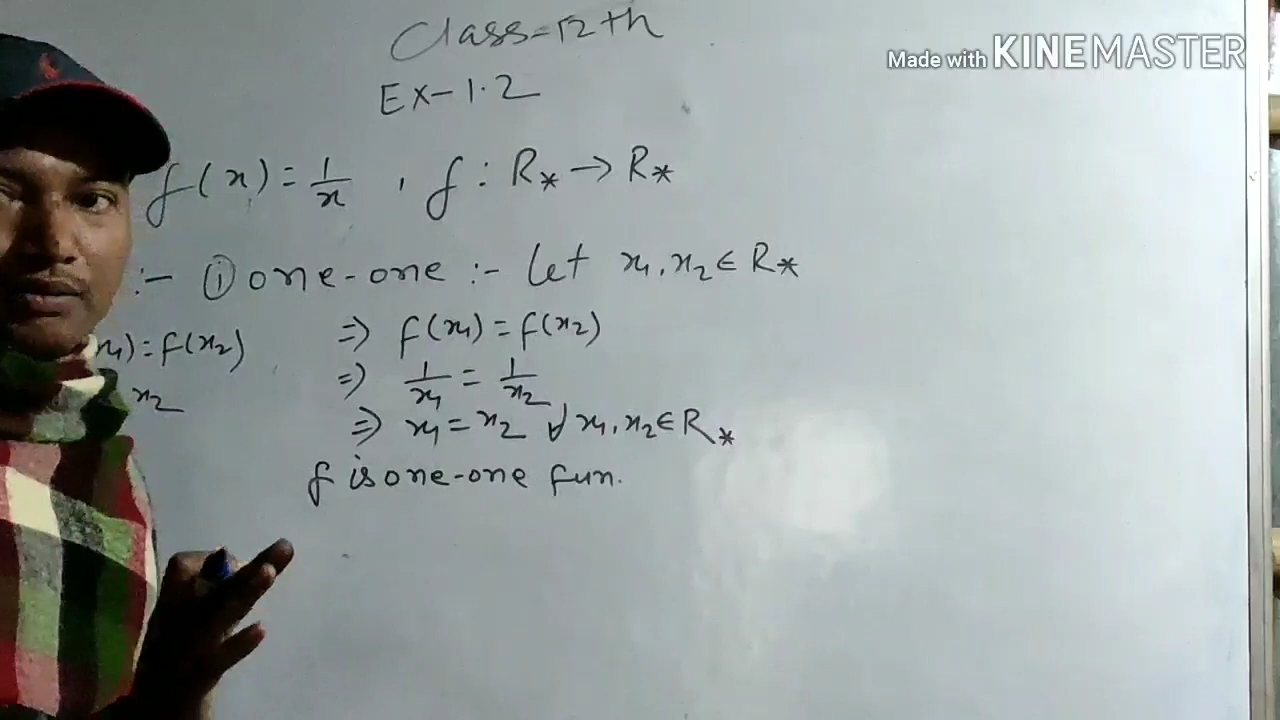 Class=12th
Made with KINEMASTER
Ex-1.2
f(x)=1/x , f:R* → R*
:- ① one-one :- Let x1, x2 ∈ R*
x1)=f(x2)
x2
⇒ f(x1)=f(x2)
⇒ 1/x1 = 1/x2
⇒ x1=x2 ∀ x1, x2 ∈ R*
f is one-one fun.